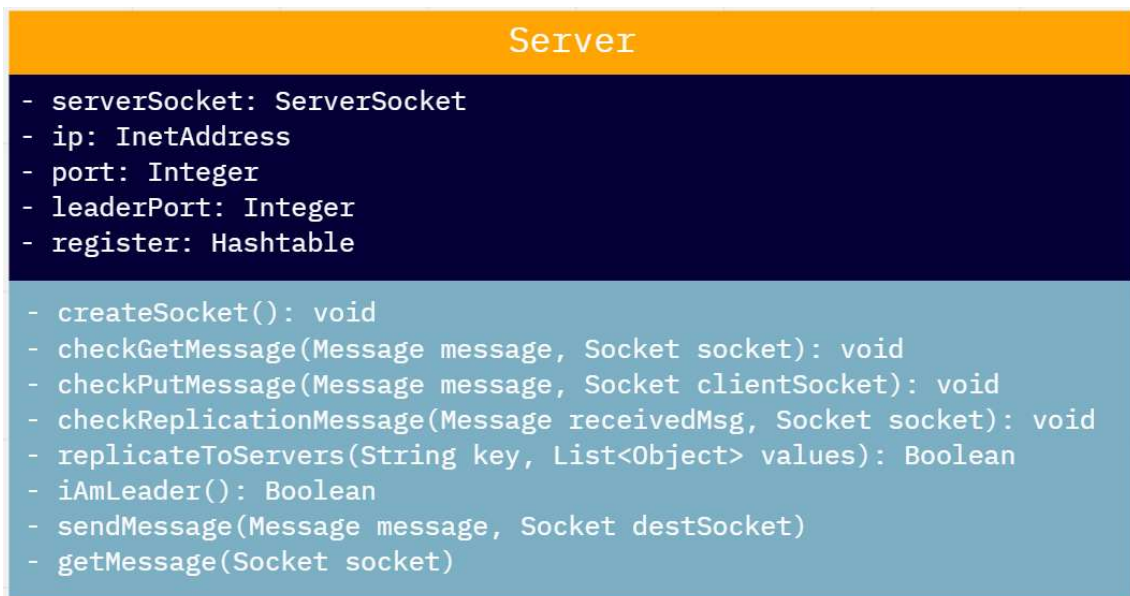 Server
- serverSocket: ServerSocket
- ip: InetAddress
- port: Integer
- leaderPort: Integer
- register: Hashtable
- createSocket(): void
- checkGetMessage(Message message, Socket socket): void
- checkPutMessage(Message message, Socket clientSocket): void
- checkReplicationMessage(Message receivedMsg, Socket socket): void
- replicateToServers(String key, List<Object> values): Boolean
- iAmLeader(): Boolean
- sendMessage(Message message, Socket destSocket)
- getMessage(Socket socket)